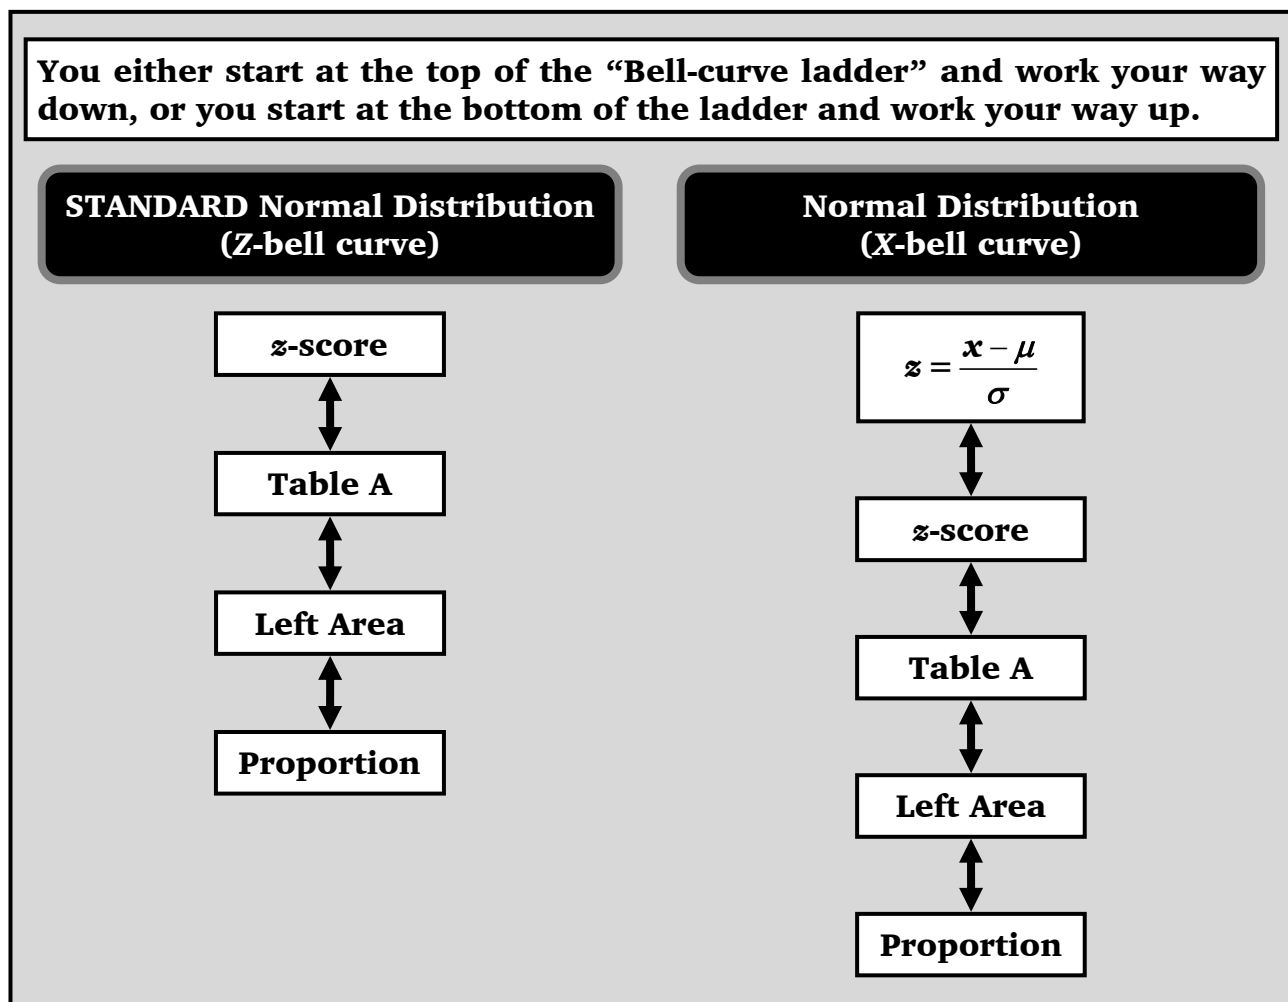 You either start at the top of the “Bell-curve ladder” and work your way
down, or you start at the bottom of the ladder and work your way up.
STANDARD Normal Distribution
(Z-bell curve)
z-score
Table A
Left Area
Proportion
Normal Distribution
(X-bell curve)
z = (x − μ) / σ
z-score
Table A
Left Area
Proportion